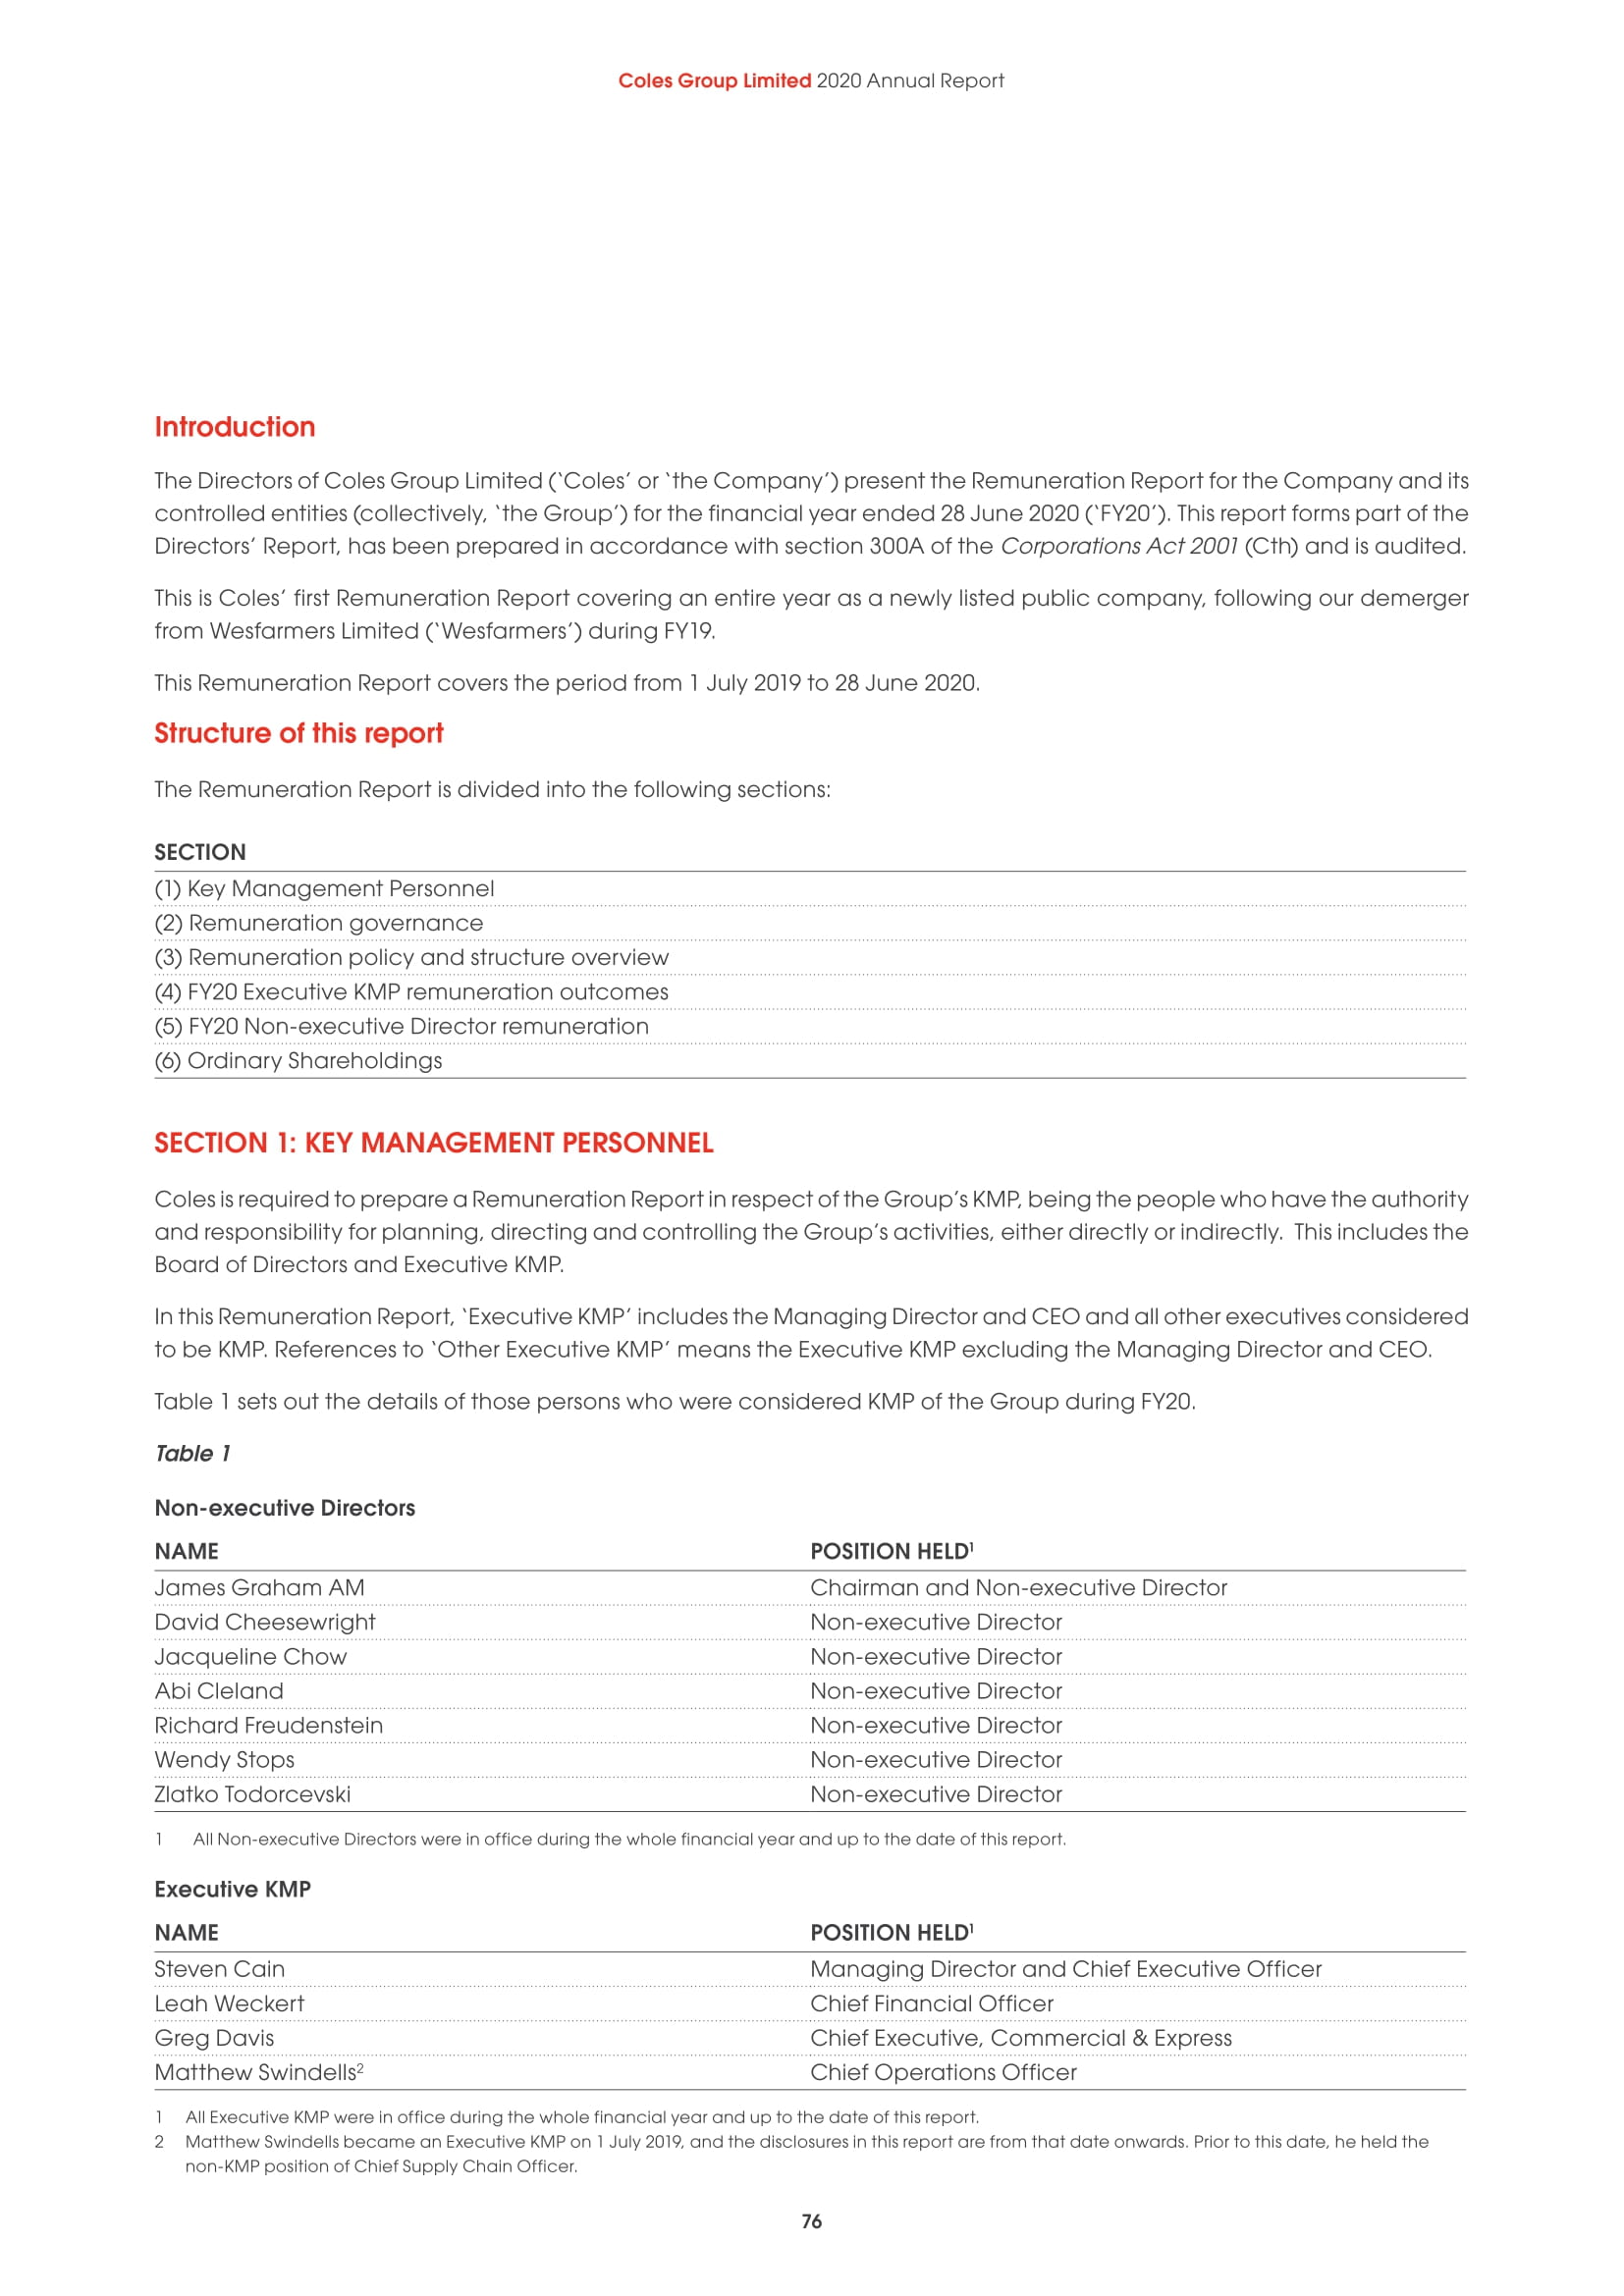 Coles Group Limited 2020 Annual Report
Introduction
The Directors of Coles Group Limited (‘Coles’ or ‘the Company’) present the Remuneration Report for the Company and its
controlled entities (collectively, ‘the Group’) for the financial year ended 28 June 2020 (‘FY20’). This report forms part of the
Directors’ Report, has been prepared in accordance with section 300A of the Corporations Act 2001 (Cth) and is audited.
This is Coles’ first Remuneration Report covering an entire year as a newly listed public company, following our demerger
from Wesfarmers Limited (‘Wesfarmers’) during FY19.
This Remuneration Report covers the period from 1 July 2019 to 28 June 2020.
Structure of this report
The Remuneration Report is divided into the following sections:
SECTION
(1) Key Management Personnel
(2) Remuneration governance
(3) Remuneration policy and structure overview
(4) FY20 Executive KMP remuneration outcomes
(5) FY20 Non-executive Director remuneration
(6) Ordinary Shareholdings
SECTION 1: KEY MANAGEMENT PERSONNEL
Coles is required to prepare a Remuneration Report in respect of the Group’s KMP, being the people who have the authority
and responsibility for planning, directing and controlling the Group’s activities, either directly or indirectly. This includes the
Board of Directors and Executive KMP.
In this Remuneration Report, ‘Executive KMP’ includes the Managing Director and CEO and all other executives considered
to be KMP. References to ‘Other Executive KMP’ means the Executive KMP excluding the Managing Director and CEO.
Table 1 sets out the details of those persons who were considered KMP of the Group during FY20.
Table 1
Non-executive Directors
NAME POSITION HELD¹
James Graham AM Chairman and Non-executive Director
David Cheesewright Non-executive Director
Jacqueline Chow Non-executive Director
Abi Cleland Non-executive Director
Richard Freudenstein Non-executive Director
Wendy Stops Non-executive Director
Zlatko Todorcevski Non-executive Director
1 All Non-executive Directors were in office during the whole financial year and up to the date of this report.
Executive KMP
NAME POSITION HELD¹
Steven Cain Managing Director and Chief Executive Officer
Leah Weckert Chief Financial Officer
Greg Davis Chief Executive, Commercial & Express
Matthew Swindells² Chief Operations Officer
1 All Executive KMP were in office during the whole financial year and up to the date of this report.
2 Matthew Swindells became an Executive KMP on 1 July 2019, and the disclosures in this report are from that date onwards. Prior to this date, he held the
non-KMP position of Chief Supply Chain Officer.
76